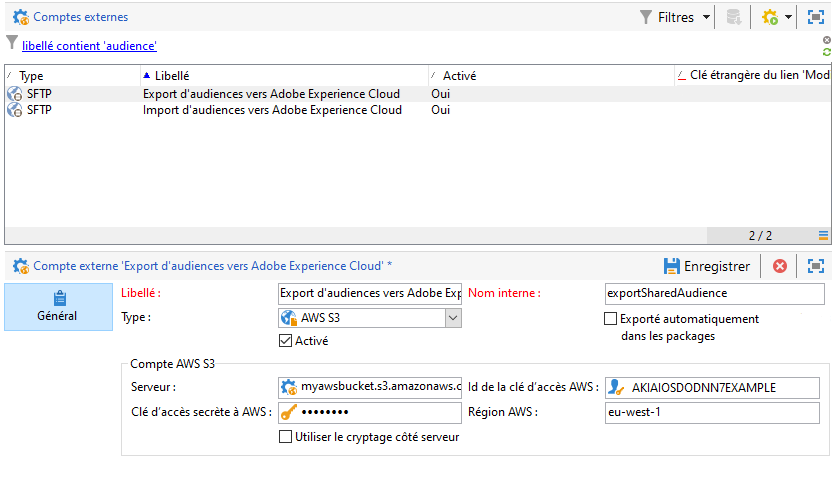 Comptes externes
Filtres
libellé contient 'audience'
Type Libellé Activé Clé étrangère du lien 'Mod
SFTP Export d'audiences vers Adobe Experience Cloud Oui
SFTP Import d'audiences vers Adobe Experience Cloud Oui
2 / 2
Compte externe 'Export d'audiences vers Adobe Experience Cloud' *
Enregistrer
Général
Libellé : Export d'audiences vers Adobe Exp Nom interne : exportSharedAudience
Type : AWS S3 Exporté automatiquement
dans les packages
Activé
Compte AWS S3
Serveur : myawsbucket.s3.amazonaws.c Id de la clé d'accès AWS : AKIAIOSDODNN7EXAMPLE
Clé d'accès secrète à AWS : •••••••• Région AWS : eu-west-1
Utiliser le cryptage côté serveur